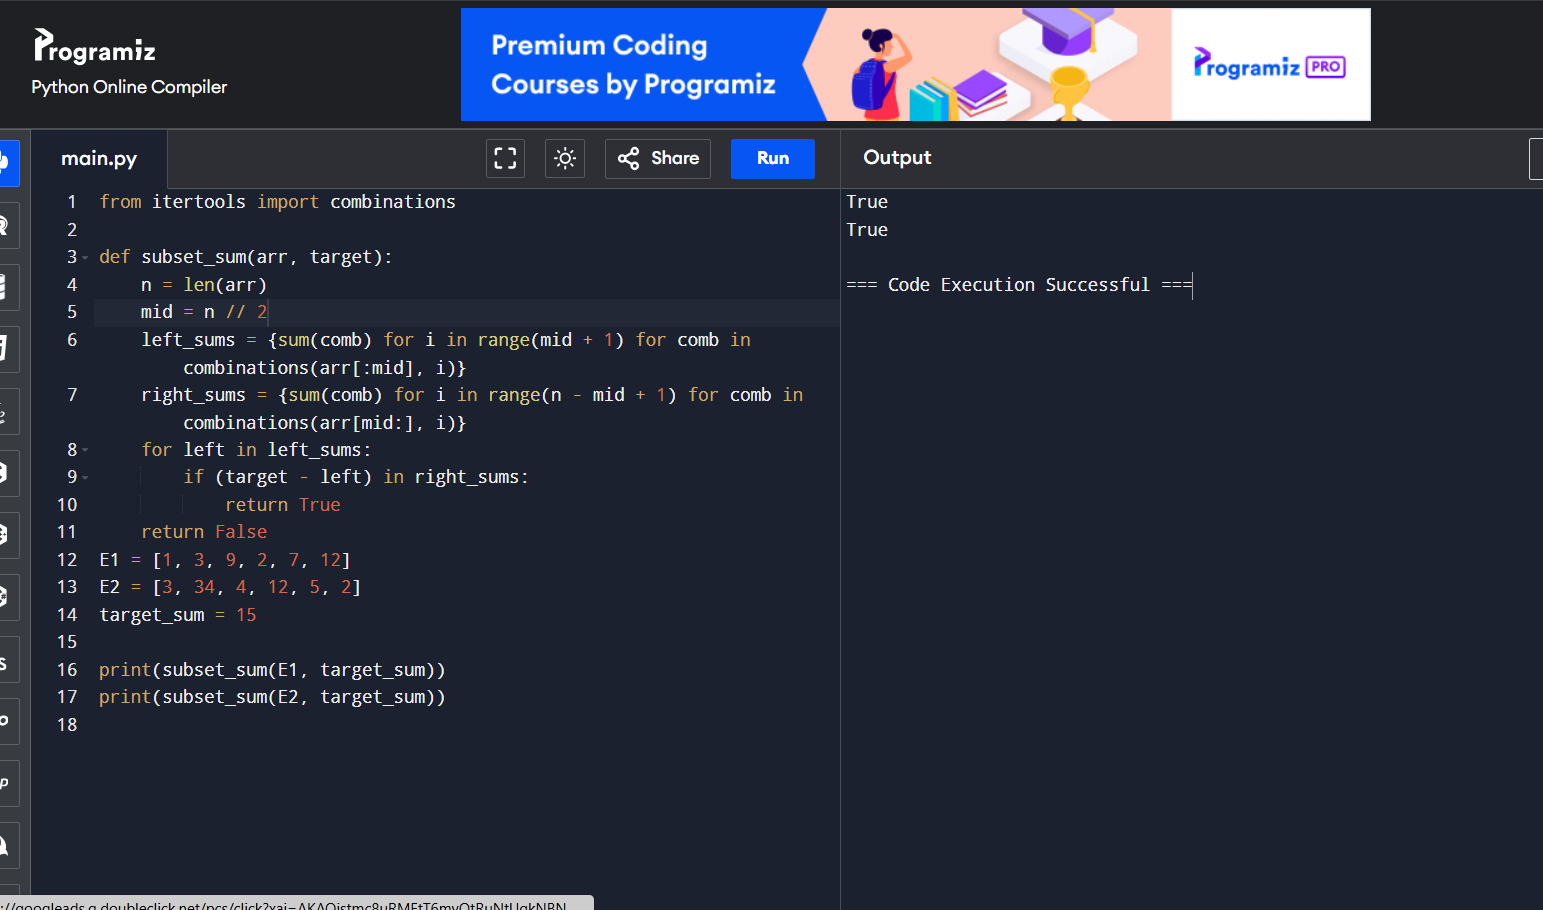 Programiz
Python Online Compiler
Premium Coding
Courses by Programiz
Programiz PRO
main.py
Share
Run
Output
1 from itertools import combinations
2
3 def subset_sum(arr, target):
4 n = len(arr)
5 mid = n // 2
6 left_sums = {sum(comb) for i in range(mid + 1) for comb in
combinations(arr[:mid], i)}
7 right_sums = {sum(comb) for i in range(n - mid + 1) for comb in
combinations(arr[mid:], i)}
8 for left in left_sums:
9 if (target - left) in right_sums:
10 return True
11 return False
12 E1 = [1, 3, 9, 2, 7, 12]
13 E2 = [3, 34, 4, 12, 5, 2]
14 target_sum = 15
15
16 print(subset_sum(E1, target_sum))
17 print(subset_sum(E2, target_sum))
18
True
True
=== Code Execution Successful ===